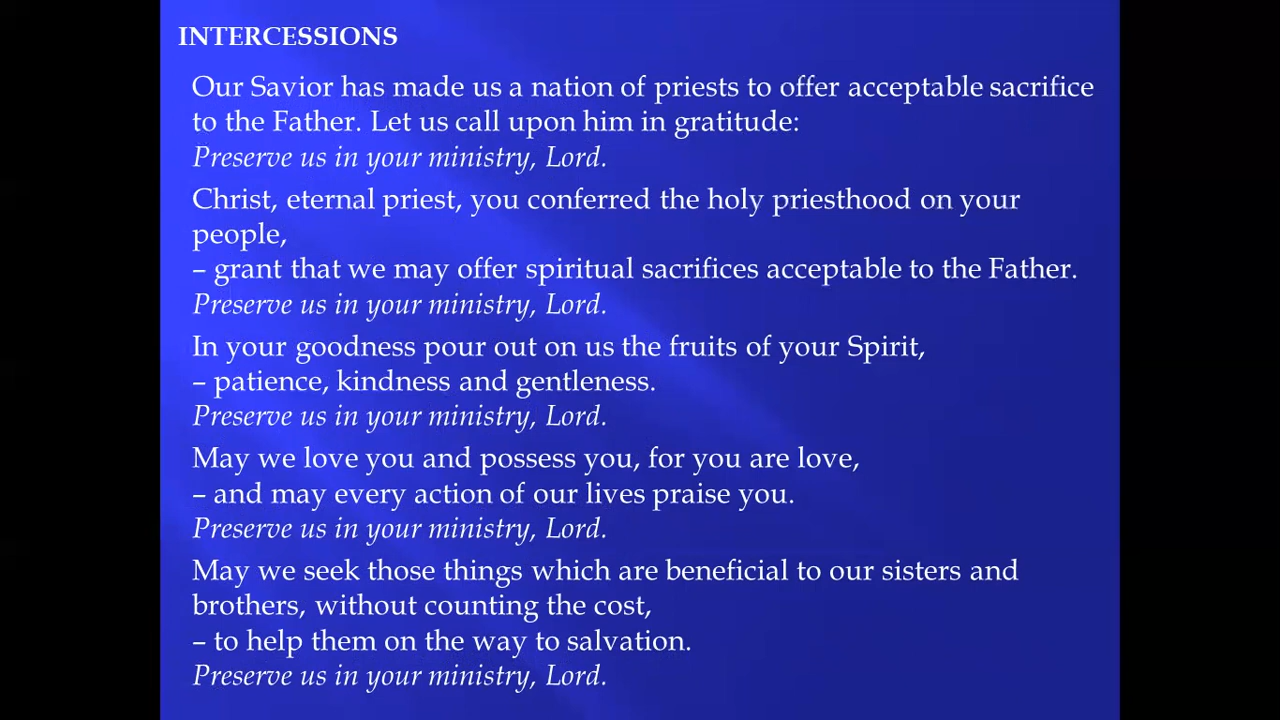 INTERCESSIONS
Our Savior has made us a nation of priests to offer acceptable sacrifice
to the Father. Let us call upon him in gratitude:
Preserve us in your ministry, Lord.
Christ, eternal priest, you conferred the holy priesthood on your
people,
– grant that we may offer spiritual sacrifices acceptable to the Father.
Preserve us in your ministry, Lord.
In your goodness pour out on us the fruits of your Spirit,
– patience, kindness and gentleness.
Preserve us in your ministry, Lord.
May we love you and possess you, for you are love,
– and may every action of our lives praise you.
Preserve us in your ministry, Lord.
May we seek those things which are beneficial to our sisters and
brothers, without counting the cost,
– to help them on the way to salvation.
Preserve us in your ministry, Lord.